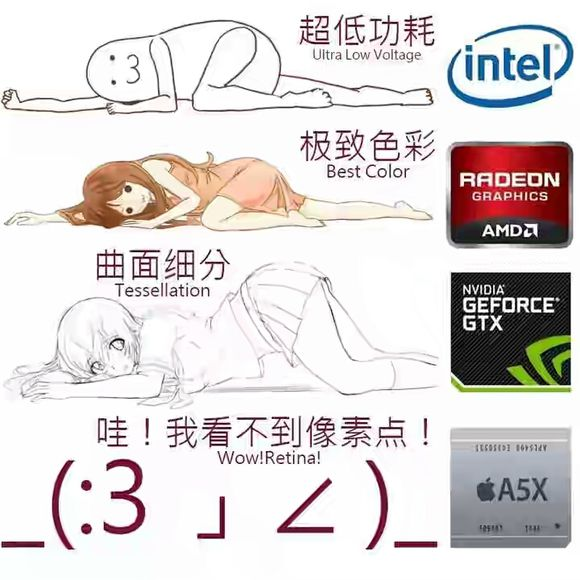 超低功耗
Ultra Low Voltage
intel
极致色彩
Best Color
RADEON
GRAPHICS
AMD
曲面细分
Tessellation
NVIDIA
GEFORCE
GTX
哇！我看不到像素点！
Wow!Retina!
_(:3 」∠ )_
A5X